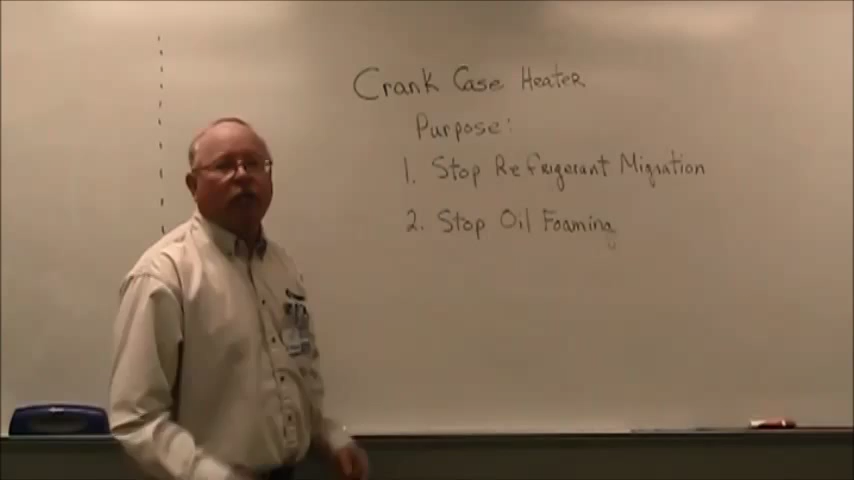 Crank Case Heater
Purpose:
1. Stop Refrigerant Migration
2. Stop Oil Foaming